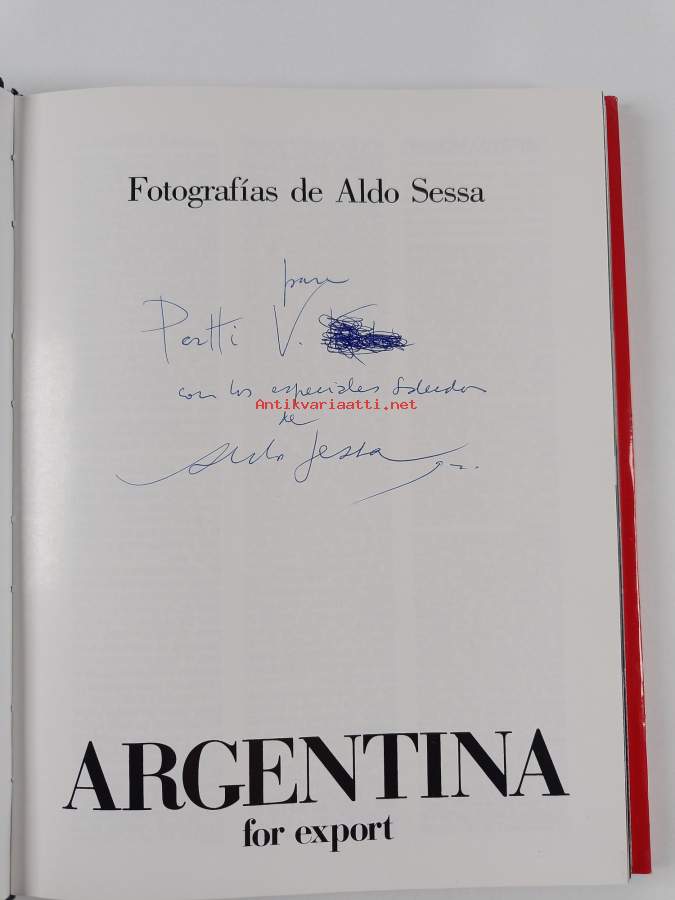 Fotografías de Aldo Sessa
para
Pertti V.
con los especiales saludos
Antikvariaatti.net
de
Aldo Sessa
ARGENTINA
for export